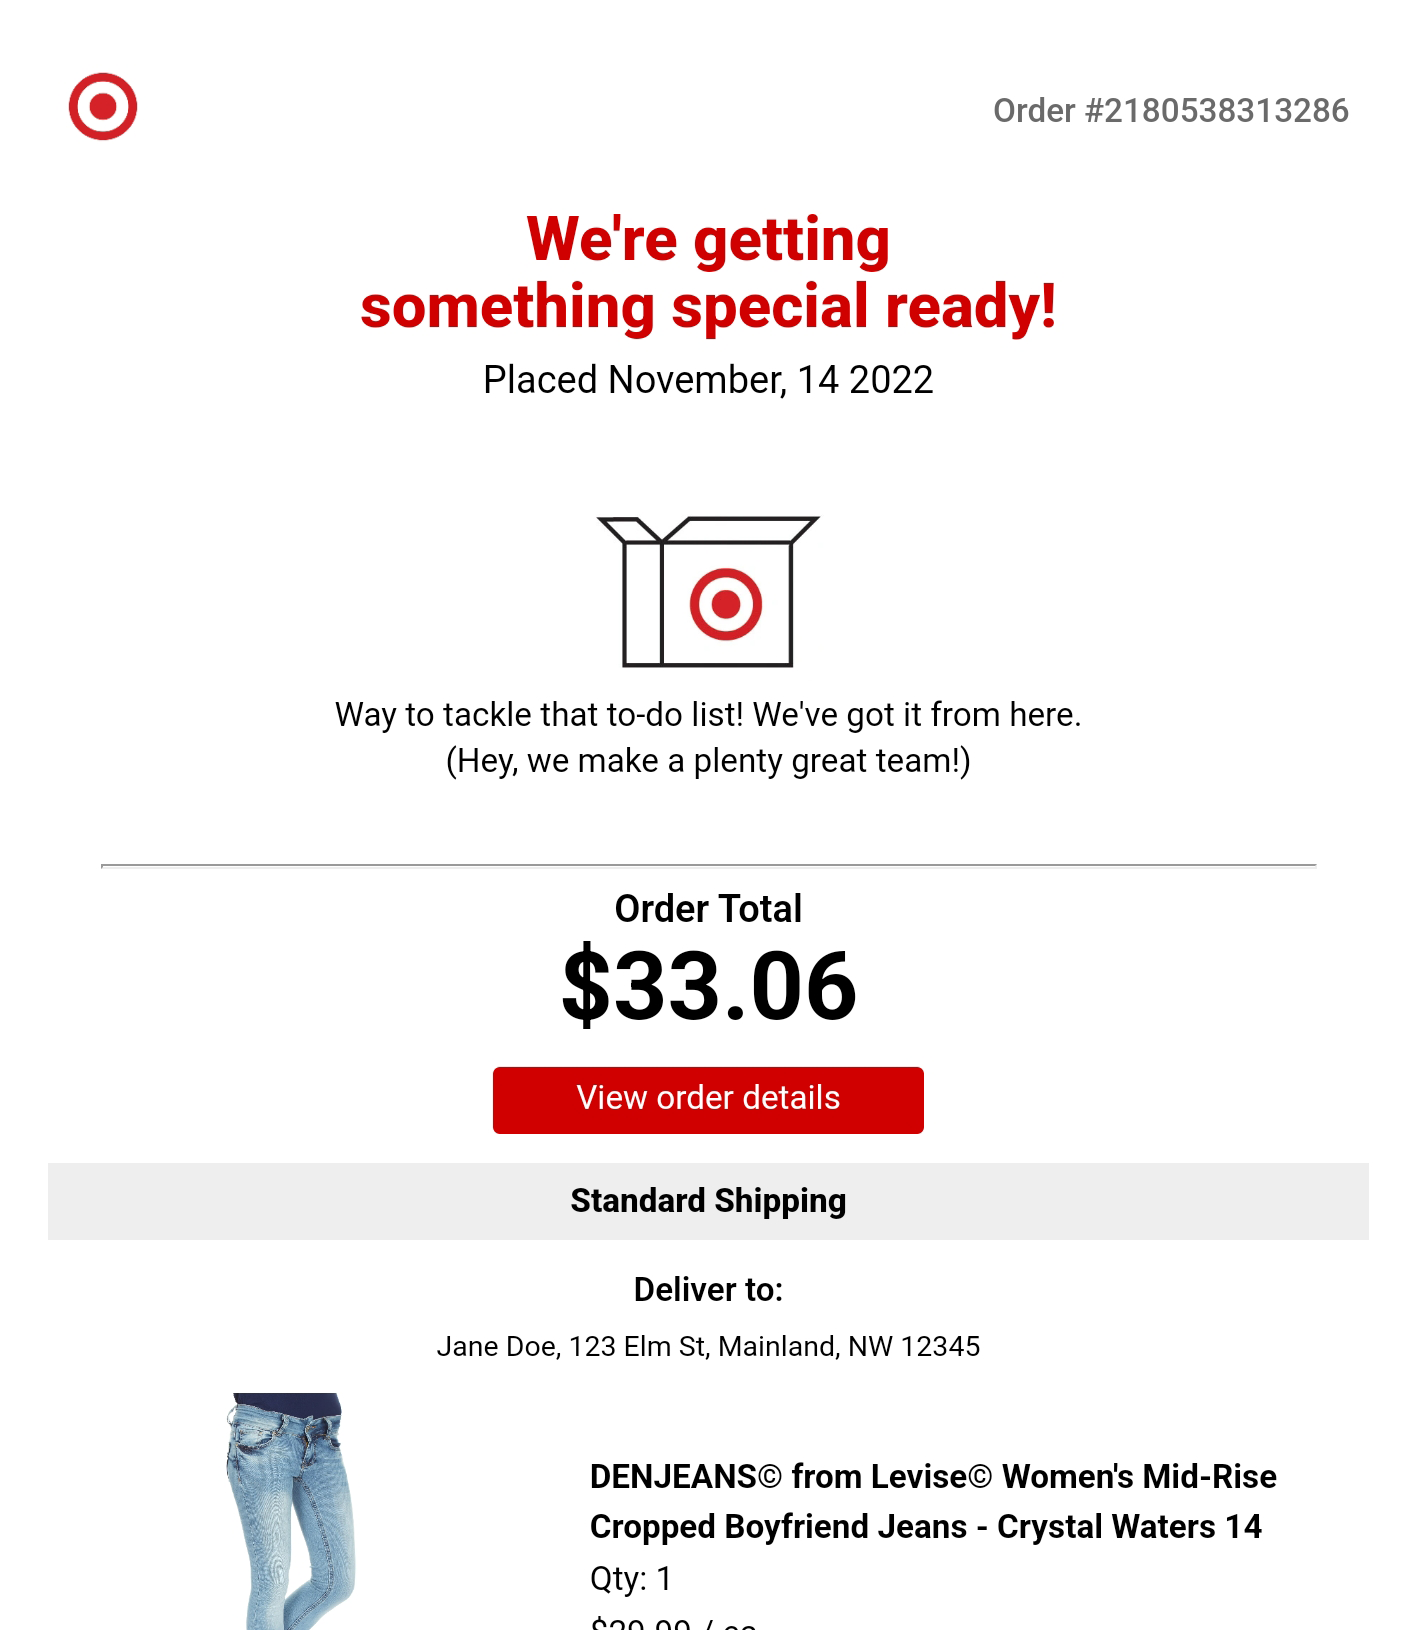 Order #2180538313286
We're getting
something special ready!
Placed November, 14 2022
Way to tackle that to-do list! We've got it from here.
(Hey, we make a plenty great team!)
Order Total
$33.06
View order details
Standard Shipping
Deliver to:
Jane Doe, 123 Elm St, Mainland, NW 12345
DENJEANS© from Levise© Women's Mid-Rise
Cropped Boyfriend Jeans - Crystal Waters 14
Qty: 1